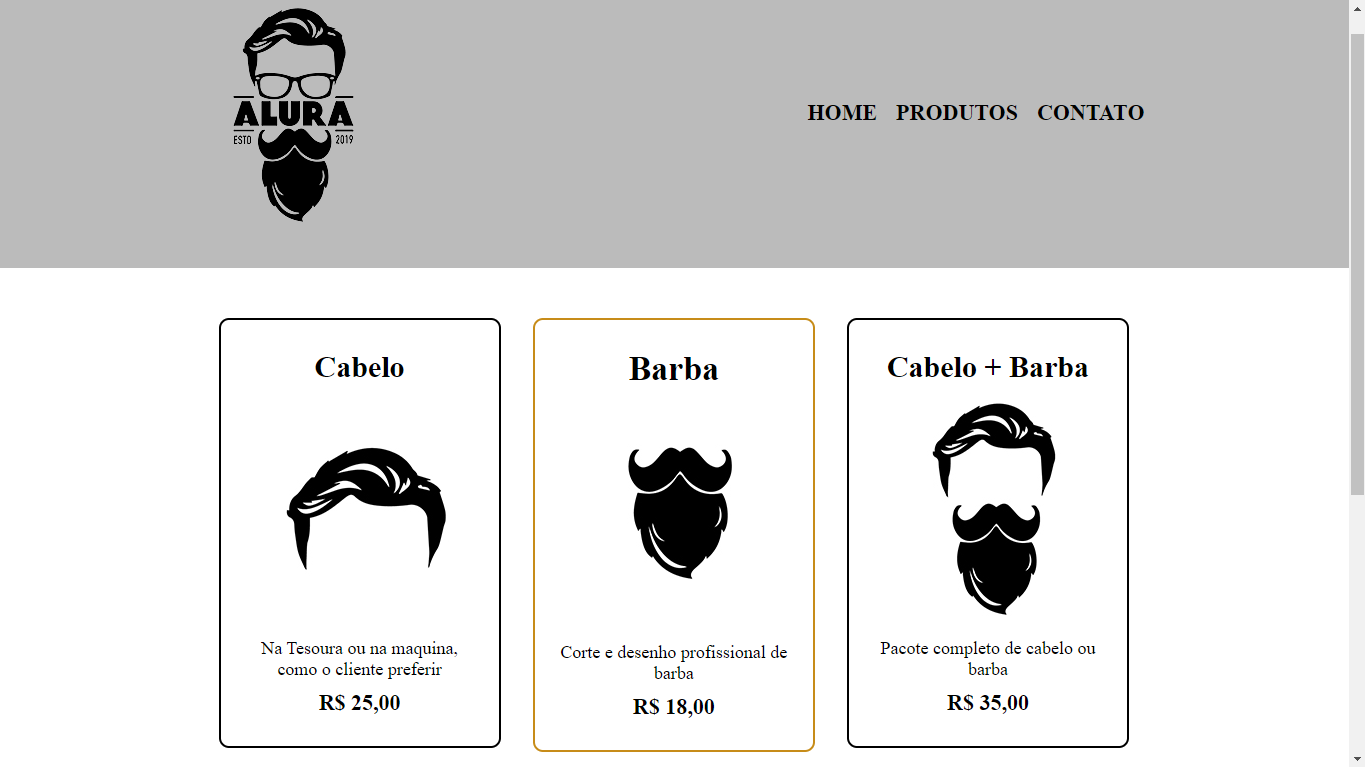 ALURA
ESTD 2019
HOME PRODUTOS CONTATO
Cabelo
Na Tesoura ou na maquina,
como o cliente preferir
R$ 25,00
Barba
Corte e desenho profissional de
barba
R$ 18,00
Cabelo + Barba
Pacote completo de cabelo ou
barba
R$ 35,00